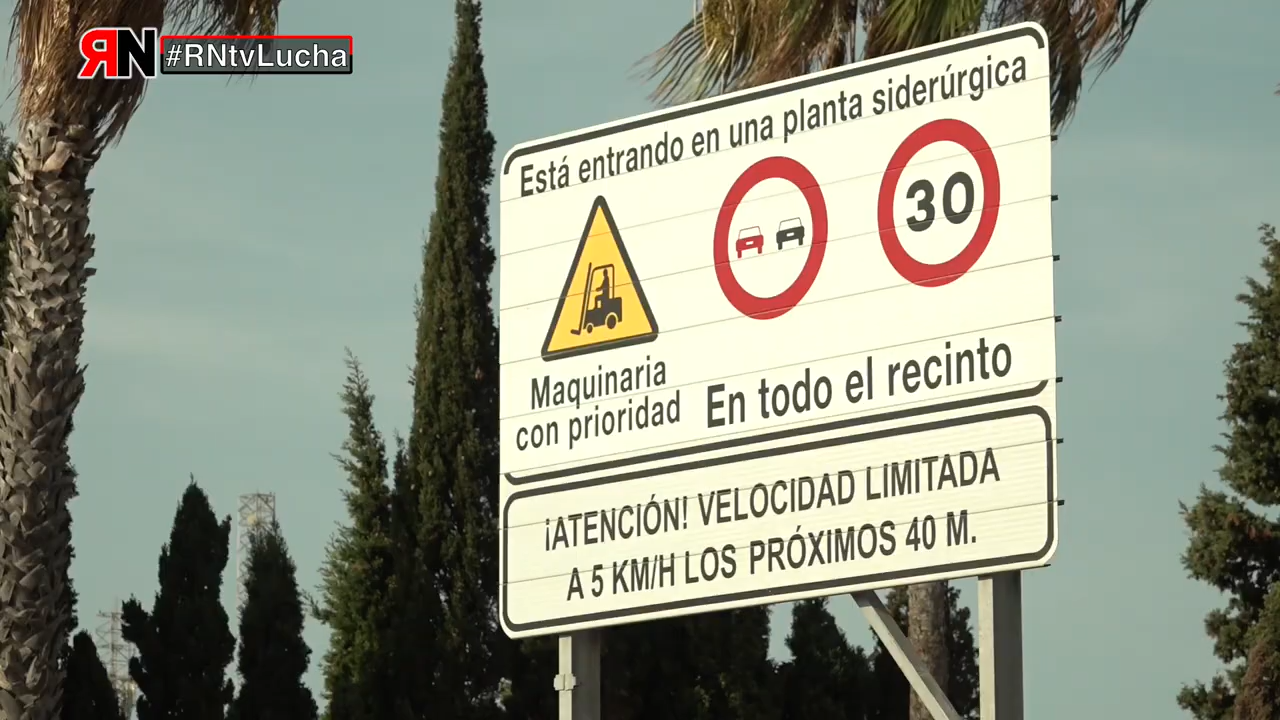 RN #RNtvLucha
Está entrando en una planta siderúrgica
30
Maquinaria
con prioridad
En todo el recinto
¡ATENCIÓN! VELOCIDAD LIMITADA
A 5 KM/H LOS PRÓXIMOS 40 M.